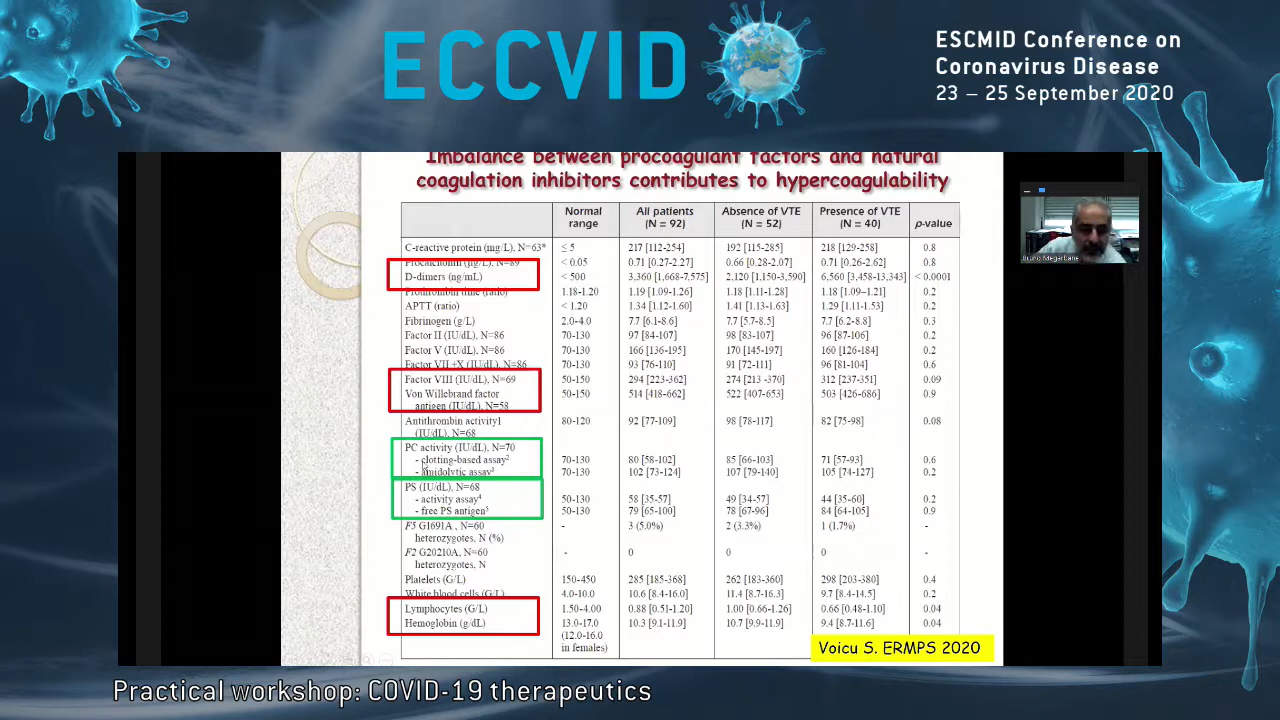 ECCVID
ESCMID Conference on
Coronavirus Disease
23 – 25 September 2020
Imbalance between procoagulant factors and natural
coagulation inhibitors contributes to hypercoagulability
Normal range All patients (N = 92) Absence of VTE (N = 52) Presence of VTE (N = 40) p-value
C-reactive protein (mg/L), N=63* ≤ 5 217 [112-254] 192 [115-285] 218 [129-258] 0.8
Procalcitonin (ng/L), N=89 < 0.05 0.71 [0.27-2.27] 0.66 [0.28-2.07] 0.71 [0.26-2.62] 0.8
D-dimers (ng/mL) < 500 3,360 [1,668-7,575] 2,120 [1,150-3,590] 6,560 [3,458-13,343] < 0.0001
Prothrombin time (ratio) 1.18-1.20 1.19 [1.09-1.26] 1.18 [1.11-1.28] 1.18 [1.09–1.21] 0.2
APTT (ratio) < 1.20 1.34 [1.12-1.60] 1.41 [1.13-1.63] 1.29 [1.11-1.53] 0.2
Fibrinogen (g/L) 2.0-4.0 7.7 [6.1-8.6] 7.7 [5.7-8.5] 7.7 [6.2-8.8] 0.3
Factor II (IU/dL), N=86 70-130 97 [84-107] 98 [83-107] 96 [87-106] 0.2
Factor V (IU/dL), N=86 70-130 166 [136-195] 170 [145-197] 160 [126-184] 0.2
Factor VII +X (IU/dL), N=86 70-130 93 [76-110] 91 [72-111] 96 [81-104] 0.6
Factor VIII (IU/dL), N=69 50-150 294 [223-362] 274 [213 -370] 312 [237-351] 0.09
Von Willebrand factor 50-150 514 [418-662] 522 [407-653] 503 [426-686] 0.9
antigen (IU/dL), N=58
Antithrombin activity1 80-120 92 [77-109] 98 [78-117] 82 [75-98] 0.08
(IU/dL), N=68
PC activity (IU/dL), N=70
- clotting-based assay² 70-130 80 [58-102] 85 [66-103] 71 [57-93] 0.6
- amidolytic assay³ 70-130 102 [73-124] 107 [79-140] 105 [74-127] 0.2
PS (IU/dL), N=68
- activity assay⁴ 50-130 58 [35-57] 49 [34-57] 44 [35-60] 0.2
- free PS antigen⁵ 50-130 79 [65-100] 78 [67-96] 84 [64-105] 0.9
F5 G1691A , N=60 - 3 (5.0%) 2 (3.3%) 1 (1.7%) -
heterozygotes, N (%)
F2 G20210A, N=60 - 0 0 0 -
heterozygotes, N
Platelets (G/L) 150-450 285 [185-368] 262 [183-360] 298 [203-380] 0.4
White blood cells (G/L) 4.0-10.0 10.6 [8.4-16.0] 11.4 [8.7-16.3] 9.7 [8.4-14.5] 0.2
Lymphocytes (G/L) 1.50-4.00 0.88 [0.51-1.20] 1.00 [0.66-1.26] 0.66 [0.48-1.10] 0.04
Hemoglobin (g/dL) 13.0-17.0 10.3 [9.1-11.9] 10.7 [9.9-11.9] 9.4 [8.7-11.6] 0.04
(12.0-16.0
in females)
Voicu S. ERMPS 2020
Bruno Megarbane
Practical workshop: COVID-19 therapeutics